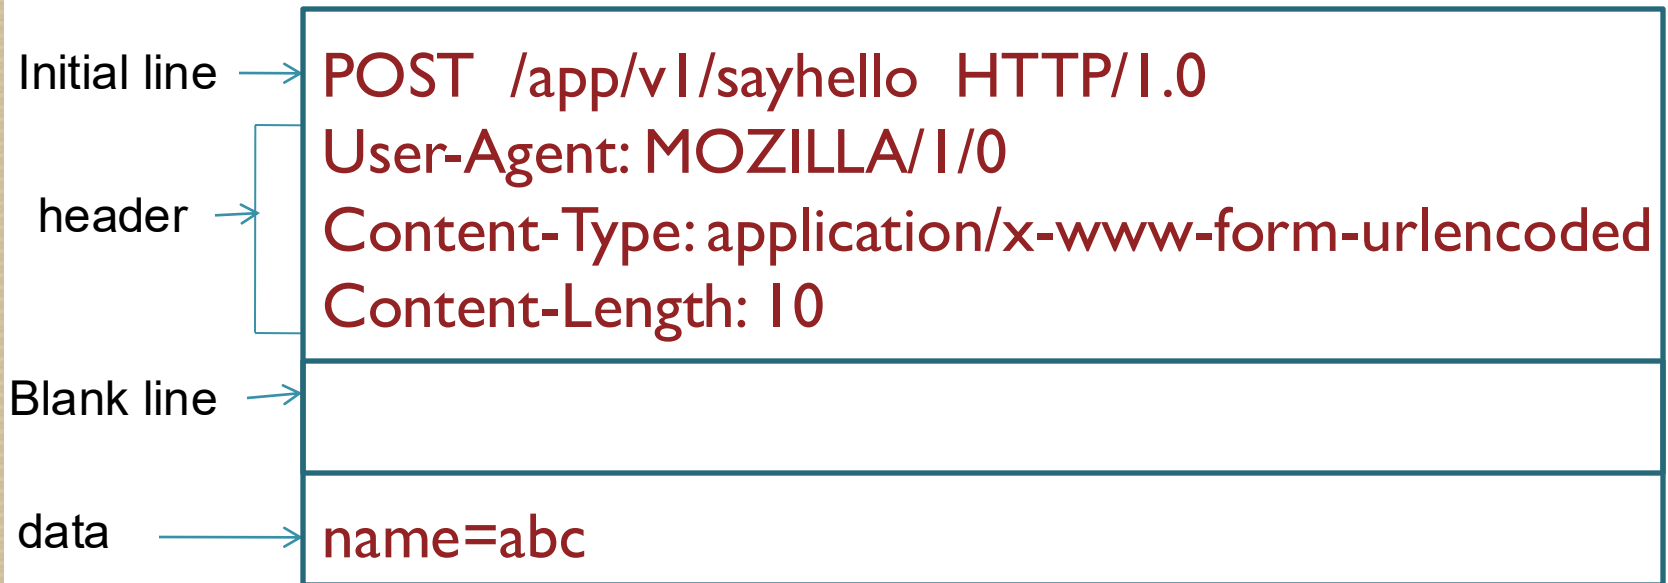 Initial line
POST /app/v1/sayhello HTTP/1.0
User-Agent: MOZILLA/1/0
header
Content-Type: application/x-www-form-urlencoded
Content-Length: 10
Blank line
data
name=abc